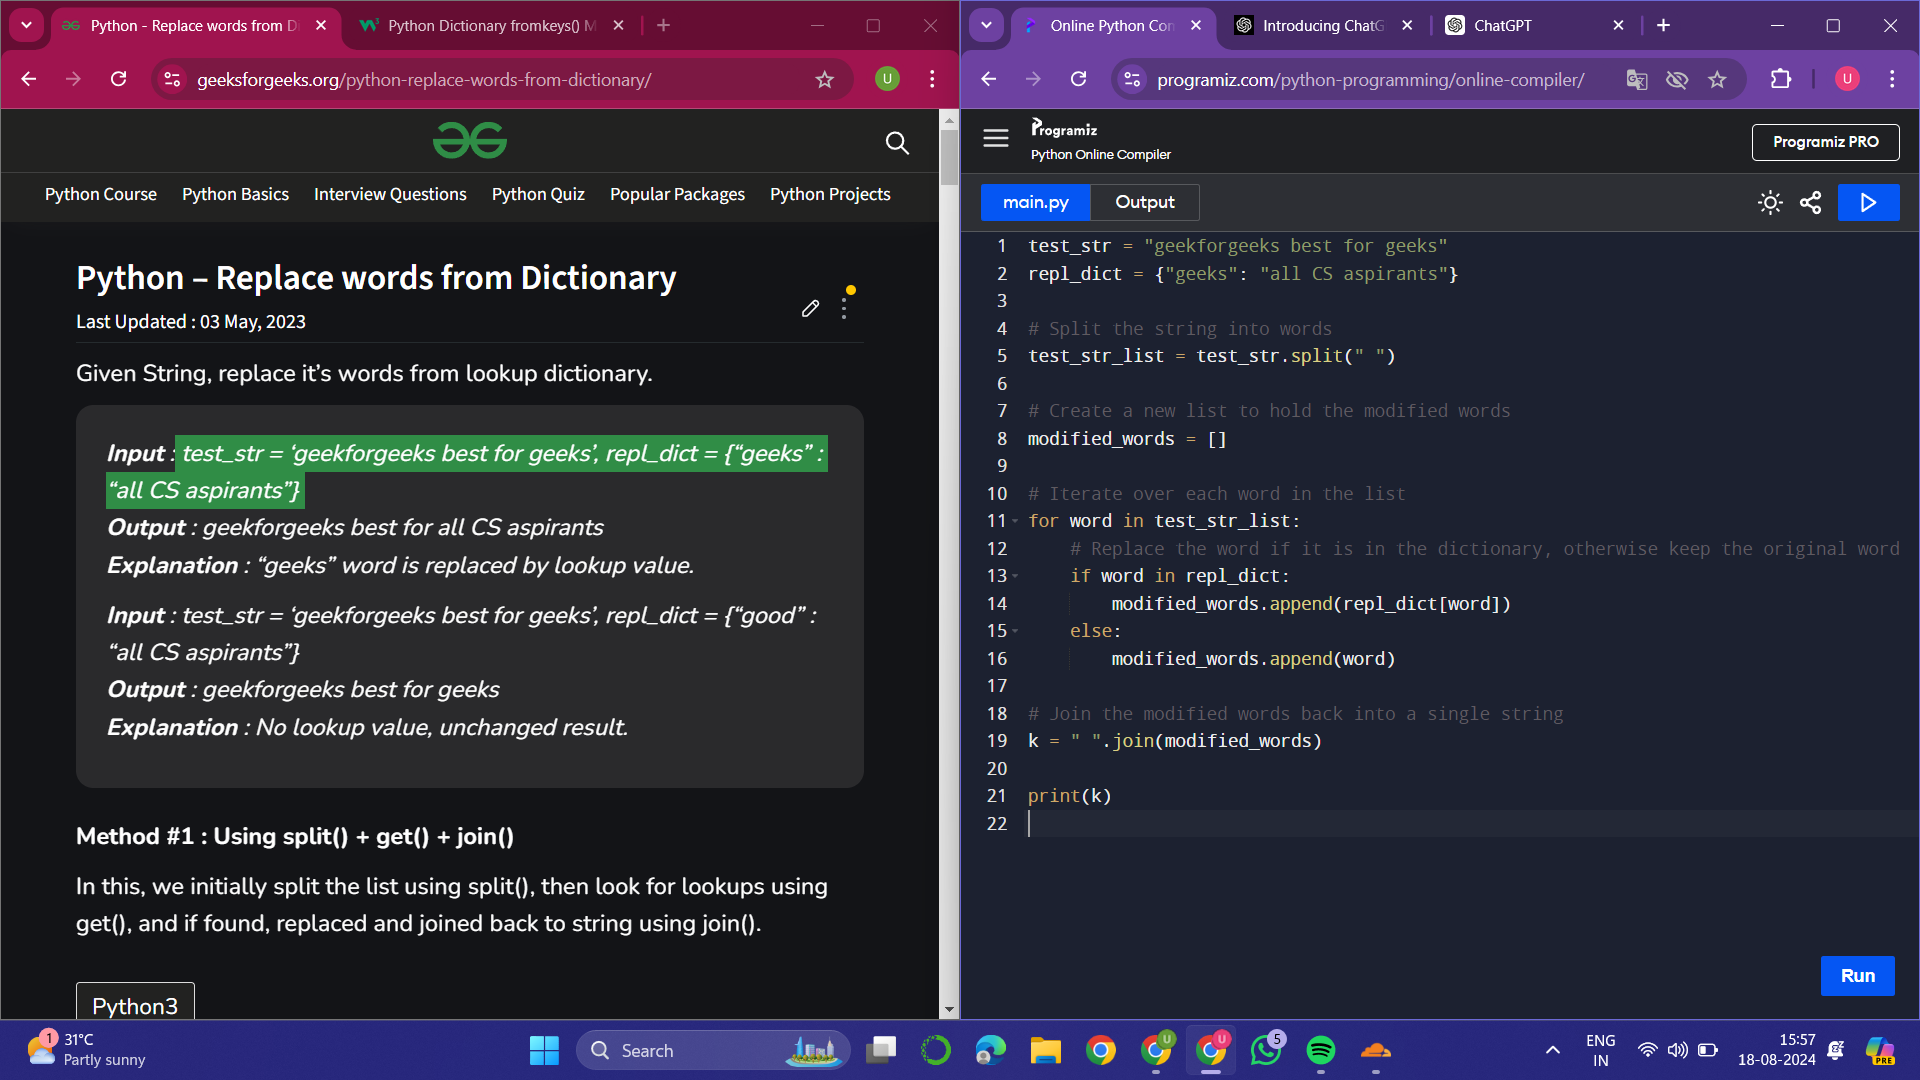 Python - Replace words from D
Python Dictionary fromkeys() M
geeksforgeeks.org/python-replace-words-from-dictionary/
U
Python Course Python Basics Interview Questions Python Quiz Popular Packages Python Projects
Python – Replace words from Dictionary
Last Updated : 03 May, 2023
Given String, replace it’s words from lookup dictionary.
Input : test_str = ‘geekforgeeks best for geeks’, repl_dict = {“geeks” :
“all CS aspirants”}
Output : geekforgeeks best for all CS aspirants
Explanation : “geeks” word is replaced by lookup value.
Input : test_str = ‘geekforgeeks best for geeks’, repl_dict = {“good” :
“all CS aspirants”}
Output : geekforgeeks best for geeks
Explanation : No lookup value, unchanged result.
Method #1 : Using split() + get() + join()
In this, we initially split the list using split(), then look for lookups using
get(), and if found, replaced and joined back to string using join().
Python3
Online Python Con
Introducing ChatG
ChatGPT
programiz.com/python-programming/online-compiler/
U
Programiz
Python Online Compiler
Programiz PRO
main.py Output
1 test_str = "geekforgeeks best for geeks"
2 repl_dict = {"geeks": "all CS aspirants"}
3
4 # Split the string into words
5 test_str_list = test_str.split(" ")
6
7 # Create a new list to hold the modified words
8 modified_words = []
9
10 # Iterate over each word in the list
11 for word in test_str_list:
12 # Replace the word if it is in the dictionary, otherwise keep the original word
13 if word in repl_dict:
14 modified_words.append(repl_dict[word])
15 else:
16 modified_words.append(word)
17
18 # Join the modified words back into a single string
19 k = " ".join(modified_words)
20
21 print(k)
22
Run
1
31°C
Partly sunny
Search
U
U
5
ENG
IN
15:57
18-08-2024
PRE